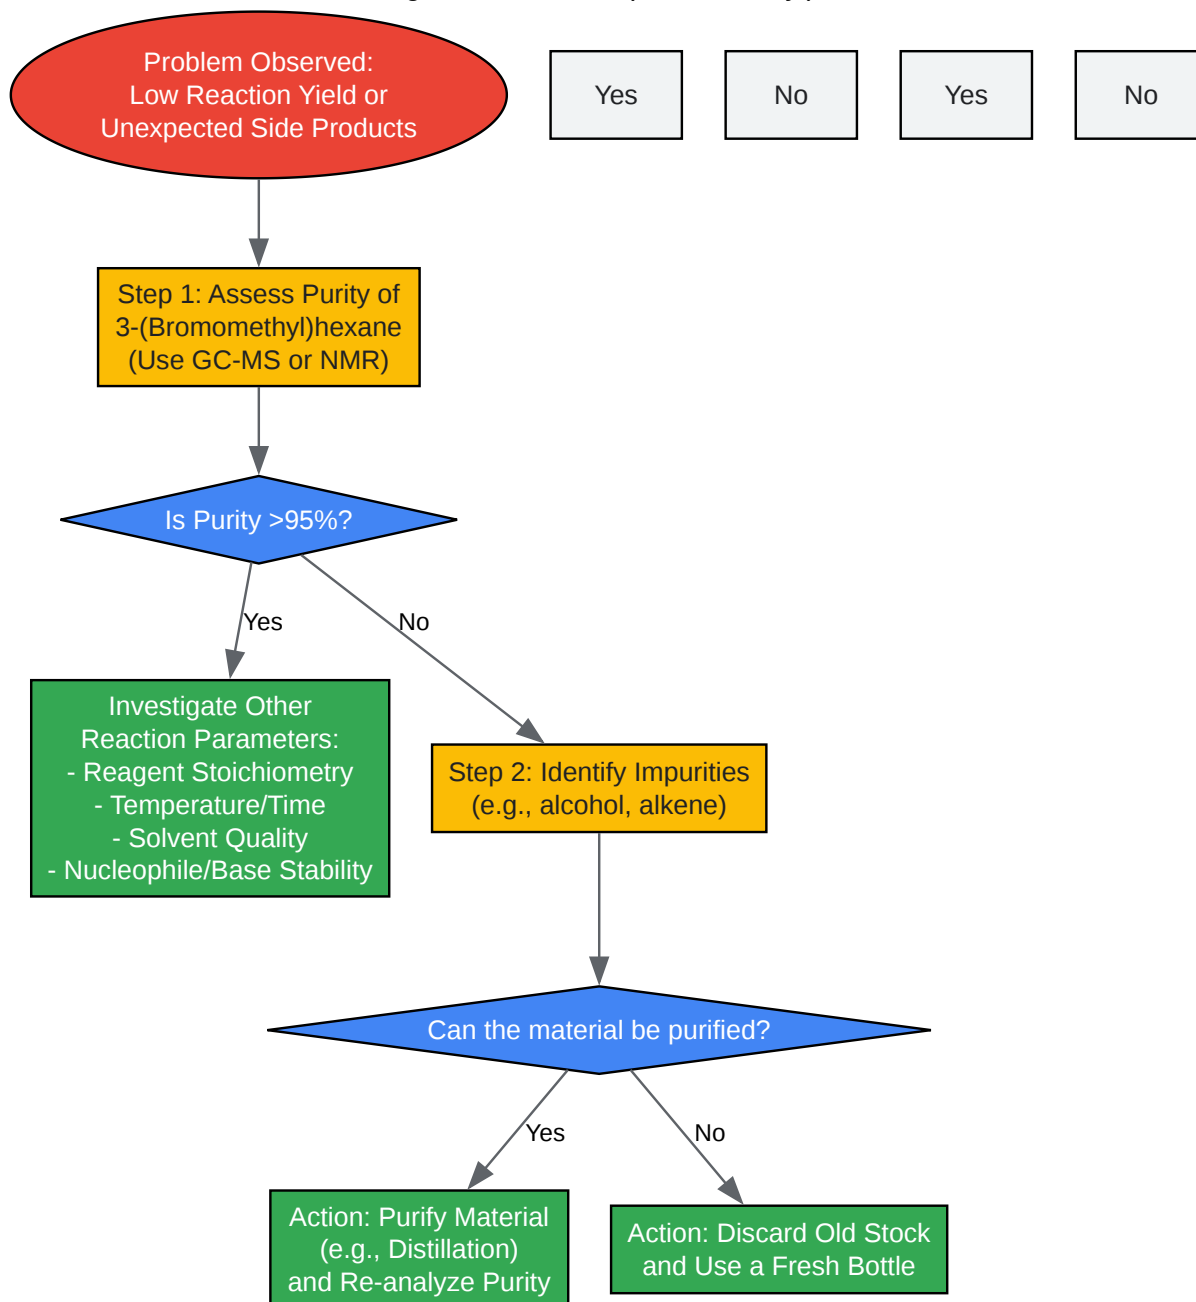 Problem Observed:
Low Reaction Yield or
Unexpected Side Products
Yes
No
Yes
No
Step 1: Assess Purity of
3-(Bromomethyl)hexane
(Use GC-MS or NMR)
Is Purity >95%?
Yes
No
Investigate Other
Reaction Parameters:
- Reagent Stoichiometry
- Temperature/Time
- Solvent Quality
- Nucleophile/Base Stability
Step 2: Identify Impurities
(e.g., alcohol, alkene)
Can the material be purified?
Yes
No
Action: Purify Material
(e.g., Distillation)
and Re-analyze Purity
Action: Discard Old Stock
and Use a Fresh Bottle